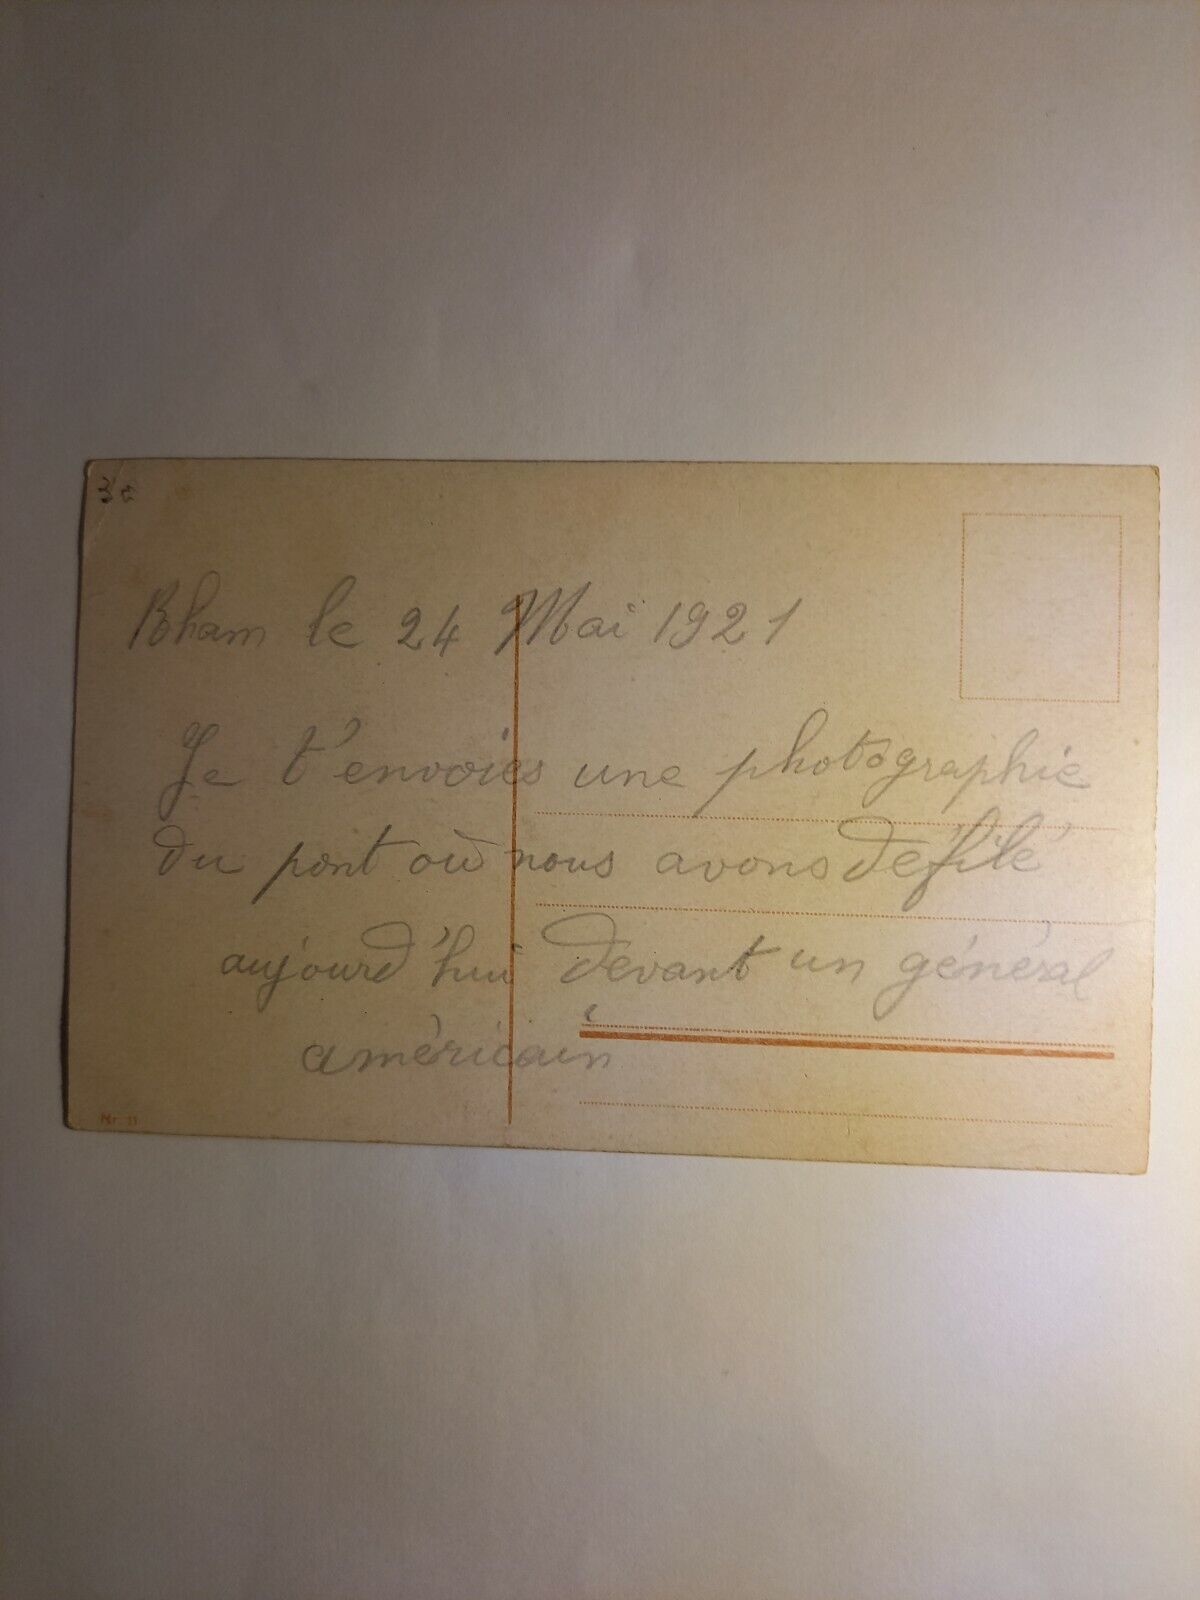 30
Bham le 24 Mai 1921
Je t'envoies une photographie
du pont où nous avons défilé
aujourd'hui devant un général
américain
Nr. 11